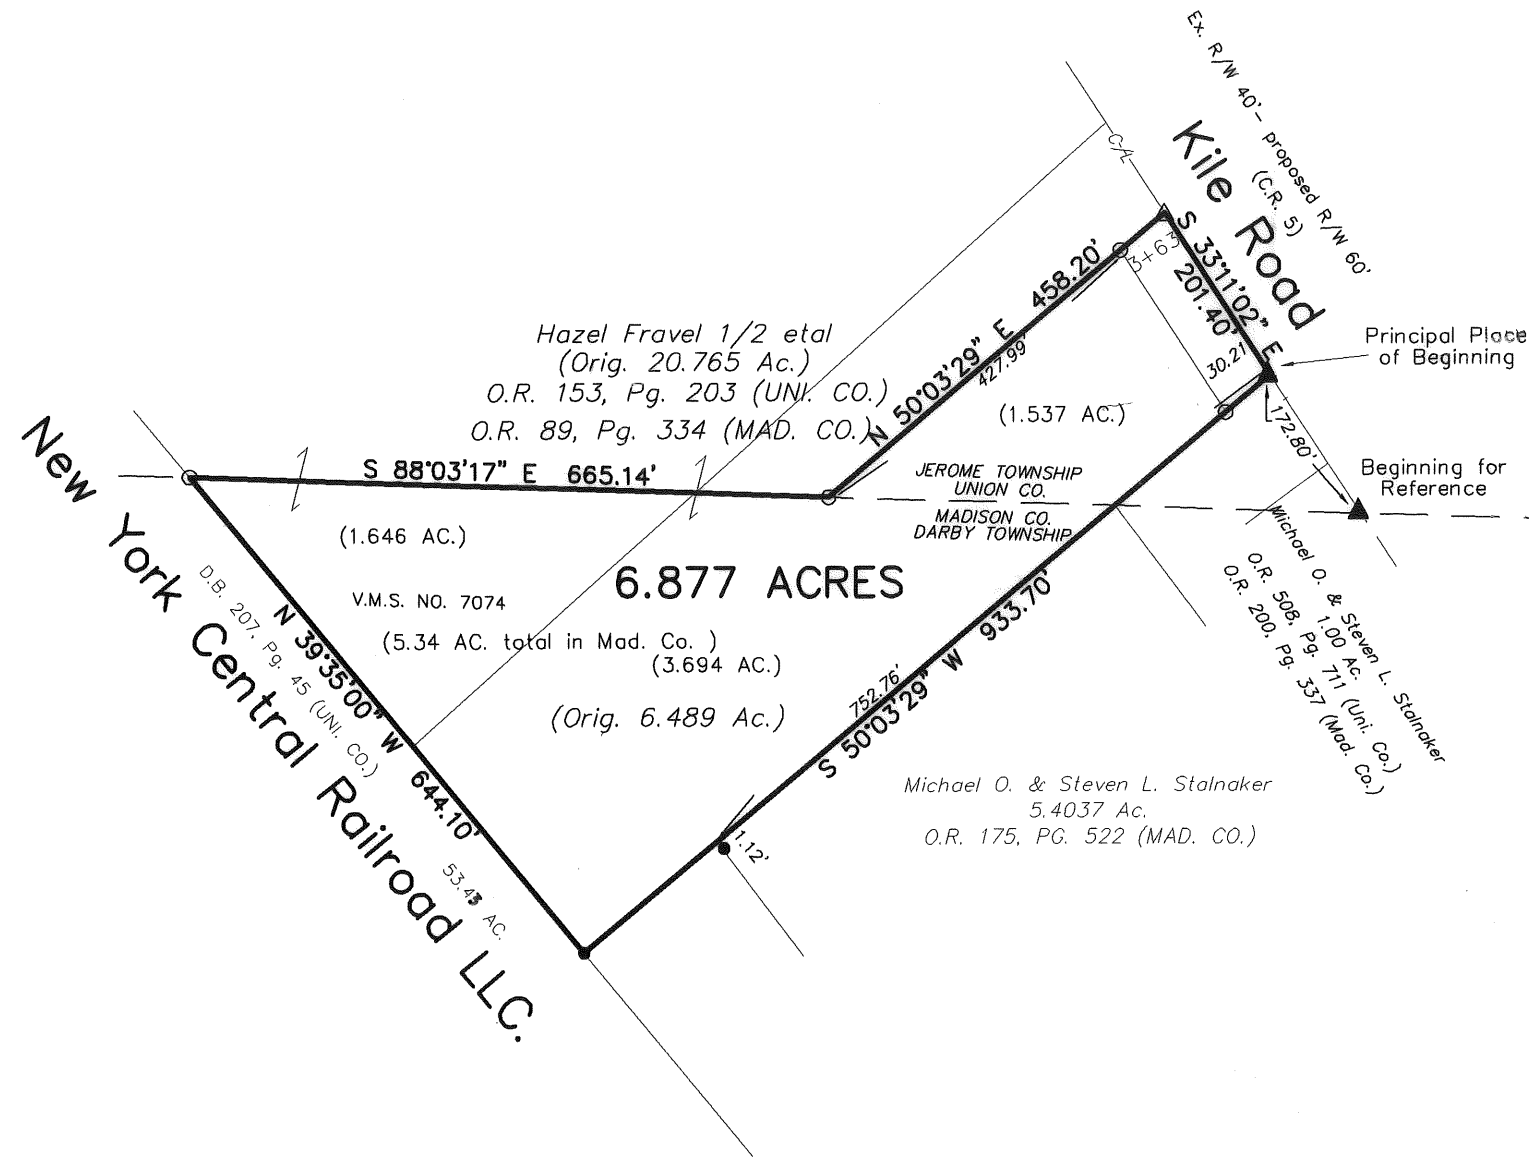 Ex. R/W 40'- proposed R/W 60'
(C.R. 5)
Kile Road
C/L
3+63
S 33°11'02" E
201.40'
30.21
Principal Place
of Beginning
172.80'
Beginning for
Reference
Hazel Fravel 1/2 etal
(Orig. 20.765 Ac.)
O.R. 153, Pg. 203 (UNI. CO.)
O.R. 89, Pg. 334 (MAD. CO.)
N 50°03'29" E 458.20'
427.99'
(1.537 AC.)
S 88°03'17" E 665.14'
JEROME TOWNSHIP
UNION CO.
MADISON CO.
DARBY TOWNSHIP
(1.646 AC.)
6.877 ACRES
V.M.S. NO. 7074
(5.34 AC. total in Mad. Co. )
(3.694 AC.)
(Orig. 6.489 Ac.)
752.76'
S 50°03'29" W 933.70'
1.12'
N 39°35'00" W 644.10'
D.B. 207, Pg. 45 (UNI. CO.)
53.43 AC.
New York Central Railroad LLC.
Michael O. & Steven L. Stalnaker
1.00 Ac.
O.R. 508, Pg. 711 (Uni. Co.)
O.R. 200, Pg. 337 (Mad. Co.)
Michael O. & Steven L. Stalnaker
5.4037 Ac.
O.R. 175, PG. 522 (MAD. CO.)